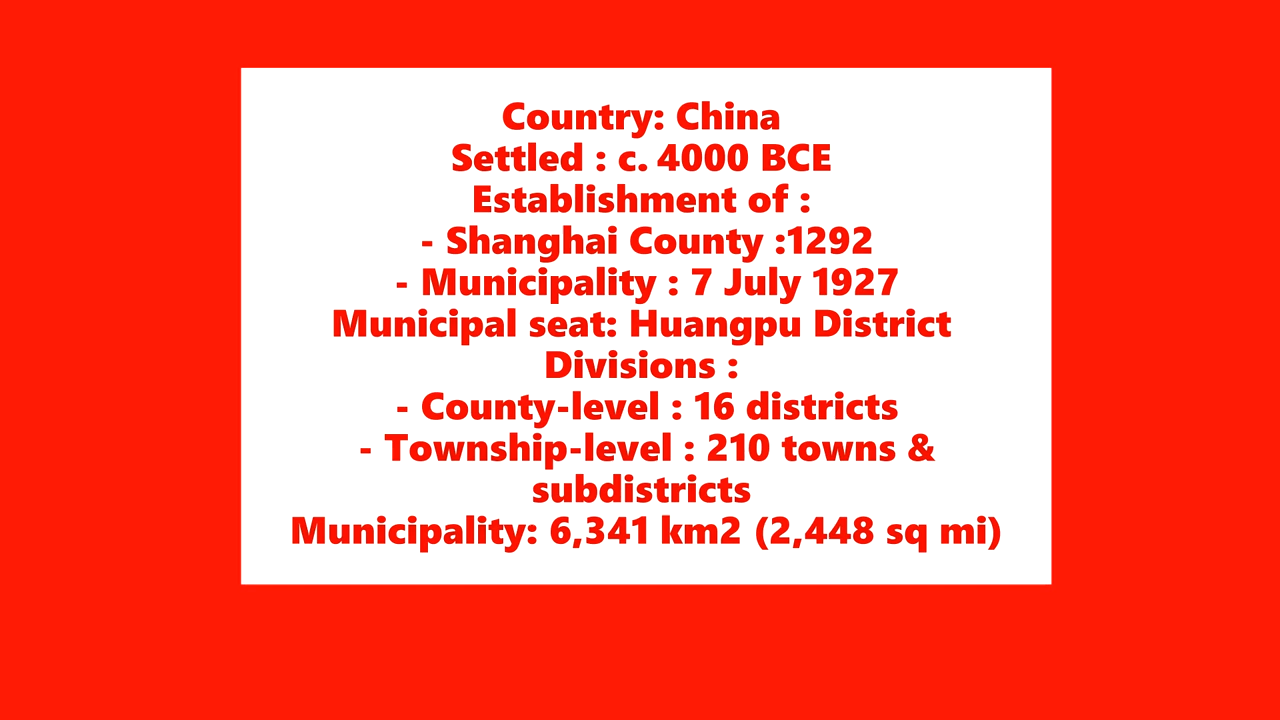 Country: China
Settled : c. 4000 BCE
Establishment of :
- Shanghai County :1292
- Municipality : 7 July 1927
Municipal seat: Huangpu District
Divisions :
- County-level : 16 districts
- Township-level : 210 towns &
subdistricts
Municipality: 6,341 km2 (2,448 sq mi)